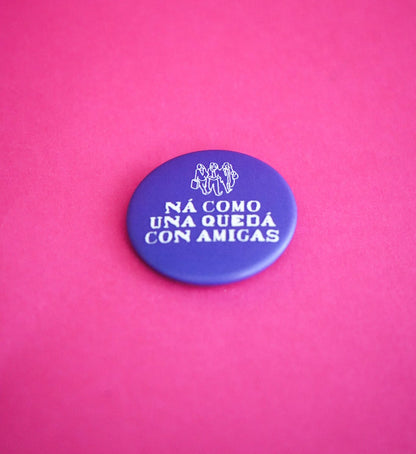 NÁ COMO
UNA QUEDÁ
CON AMIGAS